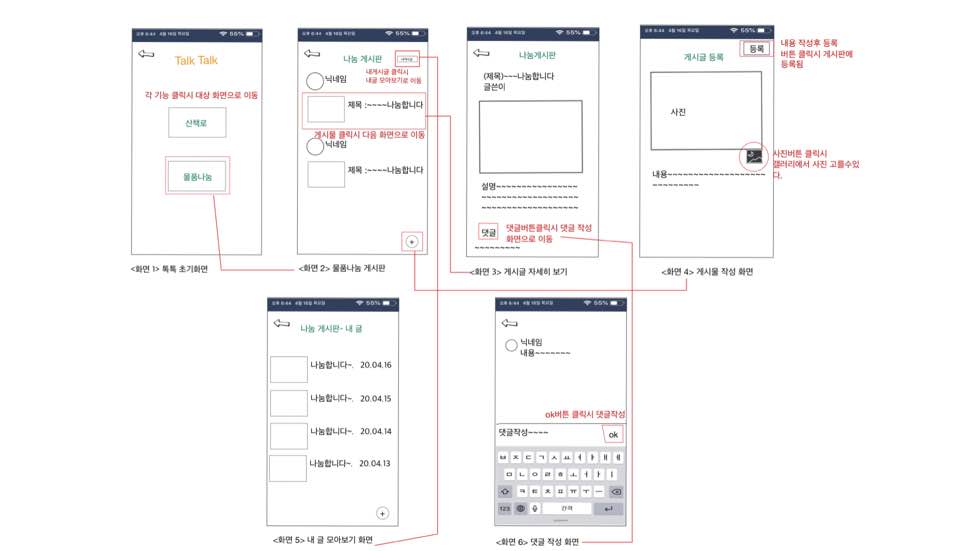 오후 6:44 4월 16일 목요일 55%
Talk Talk
각 기능 클릭시 대상 화면으로 이동
산책로
물품나눔
<화면 1> 톡톡 초기화면
오후 6:44 4월 16일 목요일 55%
나눔 게시판
내게시글
내게시글 클릭시
내글 모아보기로 이동
닉네임
제목 :~~~~나눔합니다
게시물 클릭시 다음 화면으로 이동
닉네임
제목 :~~~~나눔합니다
+
<화면 2> 물품나눔 게시판
오후 6:44 4월 16일 목요일 55%
나눔게시판
(제목)~~~나눔합니다
글쓴이
설명~~~~~~~~~~~~~~~~~
~~~~~~~~~~~~~~~~~~~~
~~~~~~~~~~~~~~~~~~~~
댓글
댓글버튼클릭시 댓글 작성
화면으로 이동
~~~~~~~~~
<화면 3> 게시글 자세히 보기
오후 6:44 4월 16일 목요일 55%
등록
게시글 등록
내용 작성후 등록
버튼 클릭시 게시판에
등록됨
사진
사진버튼 클릭시
갤러리에서 사진 고를수있
다.
내용~~~~~~~~~~~~~~~~~~~~
~~~~~~~~~
<화면 4> 게시물 작성 화면
오후 6:44 4월 16일 목요일 55%
나눔 게시판- 내 글
나눔합니다~. 20.04.16
나눔합니다~. 20.04.15
나눔합니다~. 20.04.14
나눔합니다~. 20.04.13
+
<화면 5> 내 글 모아보기 화면
오후 6:44 4월 16일 목요일 55%
닉네임
내용~~~~~~~
ok버튼 클릭시 댓글작성
댓글작성~~~~
ok
ㅂ ㅈ ㄷ ㄱ ㅅ ㅛ ㅕ ㅑ ㅐ ㅔ
ㅁ ㄴ ㅇ ㄹ ㅎ ㅗ ㅓ ㅏ ㅣ
ㅋ ㅌ ㅊ ㅍ ㅠ ㅜ ㅡ
123 간격
<화면 6> 댓글 작성 화면